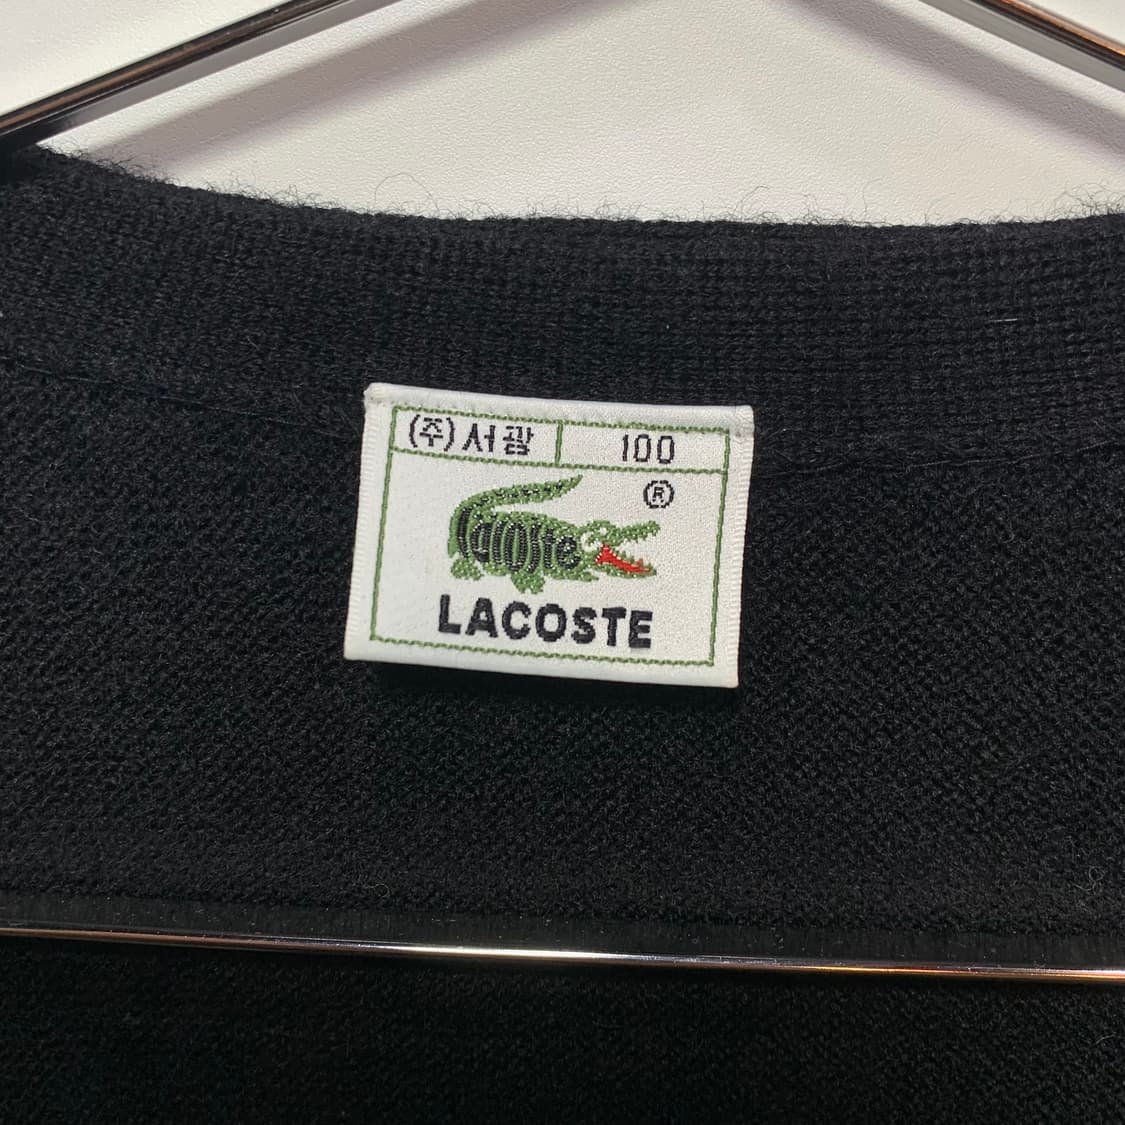 (주)서광 100
®
Lacoste
LACOSTE